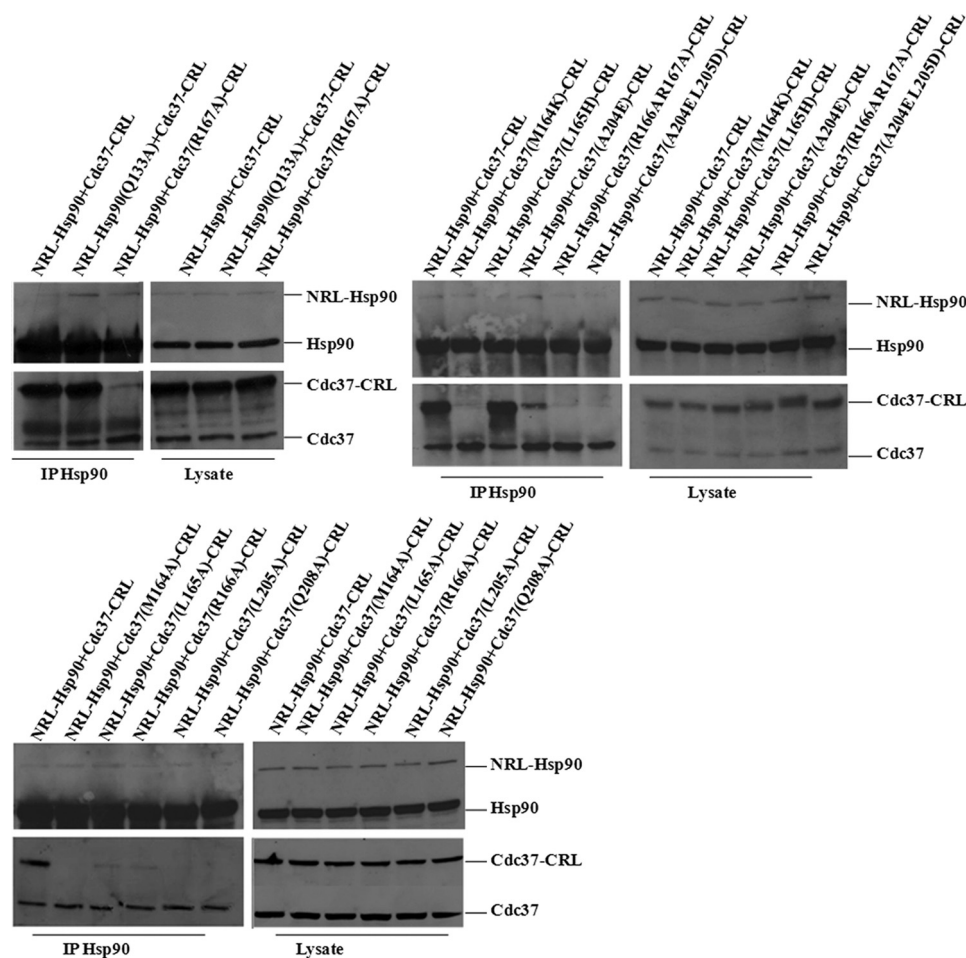 NRL-Hsp90+Cdc37-CRL
NRL-Hsp90(Q133A)+Cdc37-CRL
NRL-Hsp90+Cdc37(R167A)-CRL
NRL-Hsp90+Cdc37-CRL
NRL-Hsp90(Q133A)+Cdc37-CRL
NRL-Hsp90+Cdc37(R167A)-CRL
NRL-Hsp90
Hsp90
Cdc37-CRL
Cdc37
IP Hsp90
Lysate
NRL-Hsp90+Cdc37-CRL
NRL-Hsp90+Cdc37(M164K)-CRL
NRL-Hsp90+Cdc37(L165H)-CRL
NRL-Hsp90+Cdc37(A204E)-CRL
NRL-Hsp90+Cdc37(R166AR167A)-CRL
NRL-Hsp90+Cdc37(A204E L205D)-CRL
NRL-Hsp90+Cdc37-CRL
NRL-Hsp90+Cdc37(M164K)-CRL
NRL-Hsp90+Cdc37(L165H)-CRL
NRL-Hsp90+Cdc37(A204E)-CRL
NRL-Hsp90+Cdc37(R166AR167A)-CRL
NRL-Hsp90+Cdc37(A204E L205D)-CRL
NRL-Hsp90
Hsp90
Cdc37-CRL
Cdc37
IP Hsp90
Lysate
NRL-Hsp90+Cdc37-CRL
NRL-Hsp90+Cdc37(M164A)-CRL
NRL-Hsp90+Cdc37(L165A)-CRL
NRL-Hsp90+Cdc37(R166A)-CRL
NRL-Hsp90+Cdc37(L205A)-CRL
NRL-Hsp90+Cdc37(Q208A)-CRL
NRL-Hsp90+Cdc37-CRL
NRL-Hsp90+Cdc37(M164A)-CRL
NRL-Hsp90+Cdc37(L165A)-CRL
NRL-Hsp90+Cdc37(R166A)-CRL
NRL-Hsp90+Cdc37(L205A)-CRL
NRL-Hsp90+Cdc37(Q208A)-CRL
NRL-Hsp90
Hsp90
Cdc37-CRL
Cdc37
IP Hsp90
Lysate